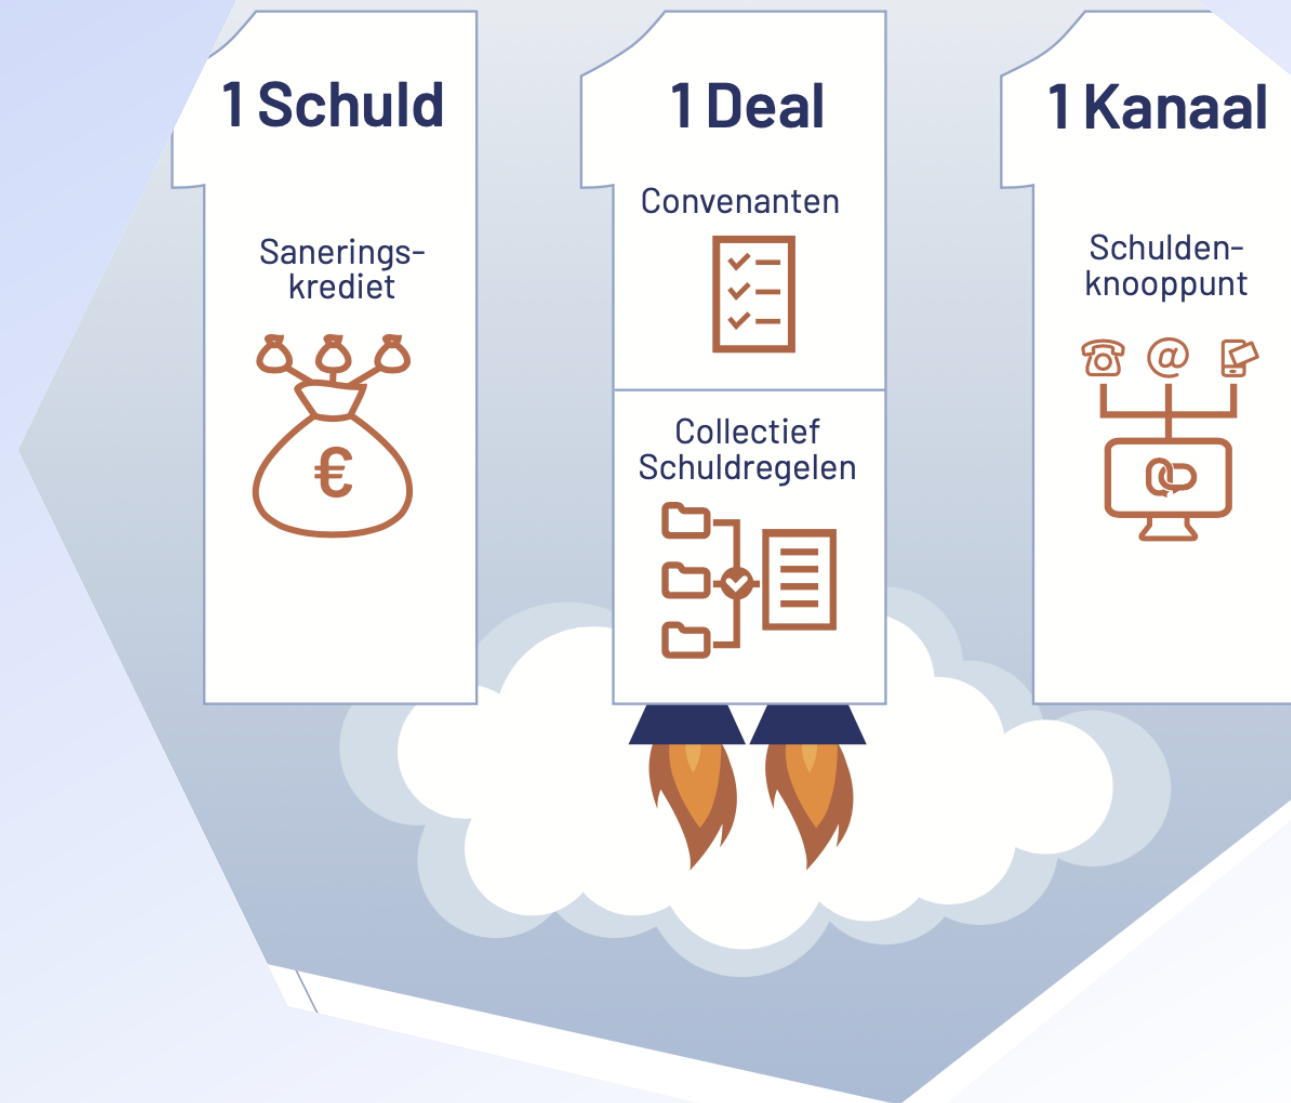 1 Schuld
Sanerings-
krediet
€
1 Deal
Convenanten
Collectief
Schuldregelen
1 Kanaal
Schulden-
knooppunt
@